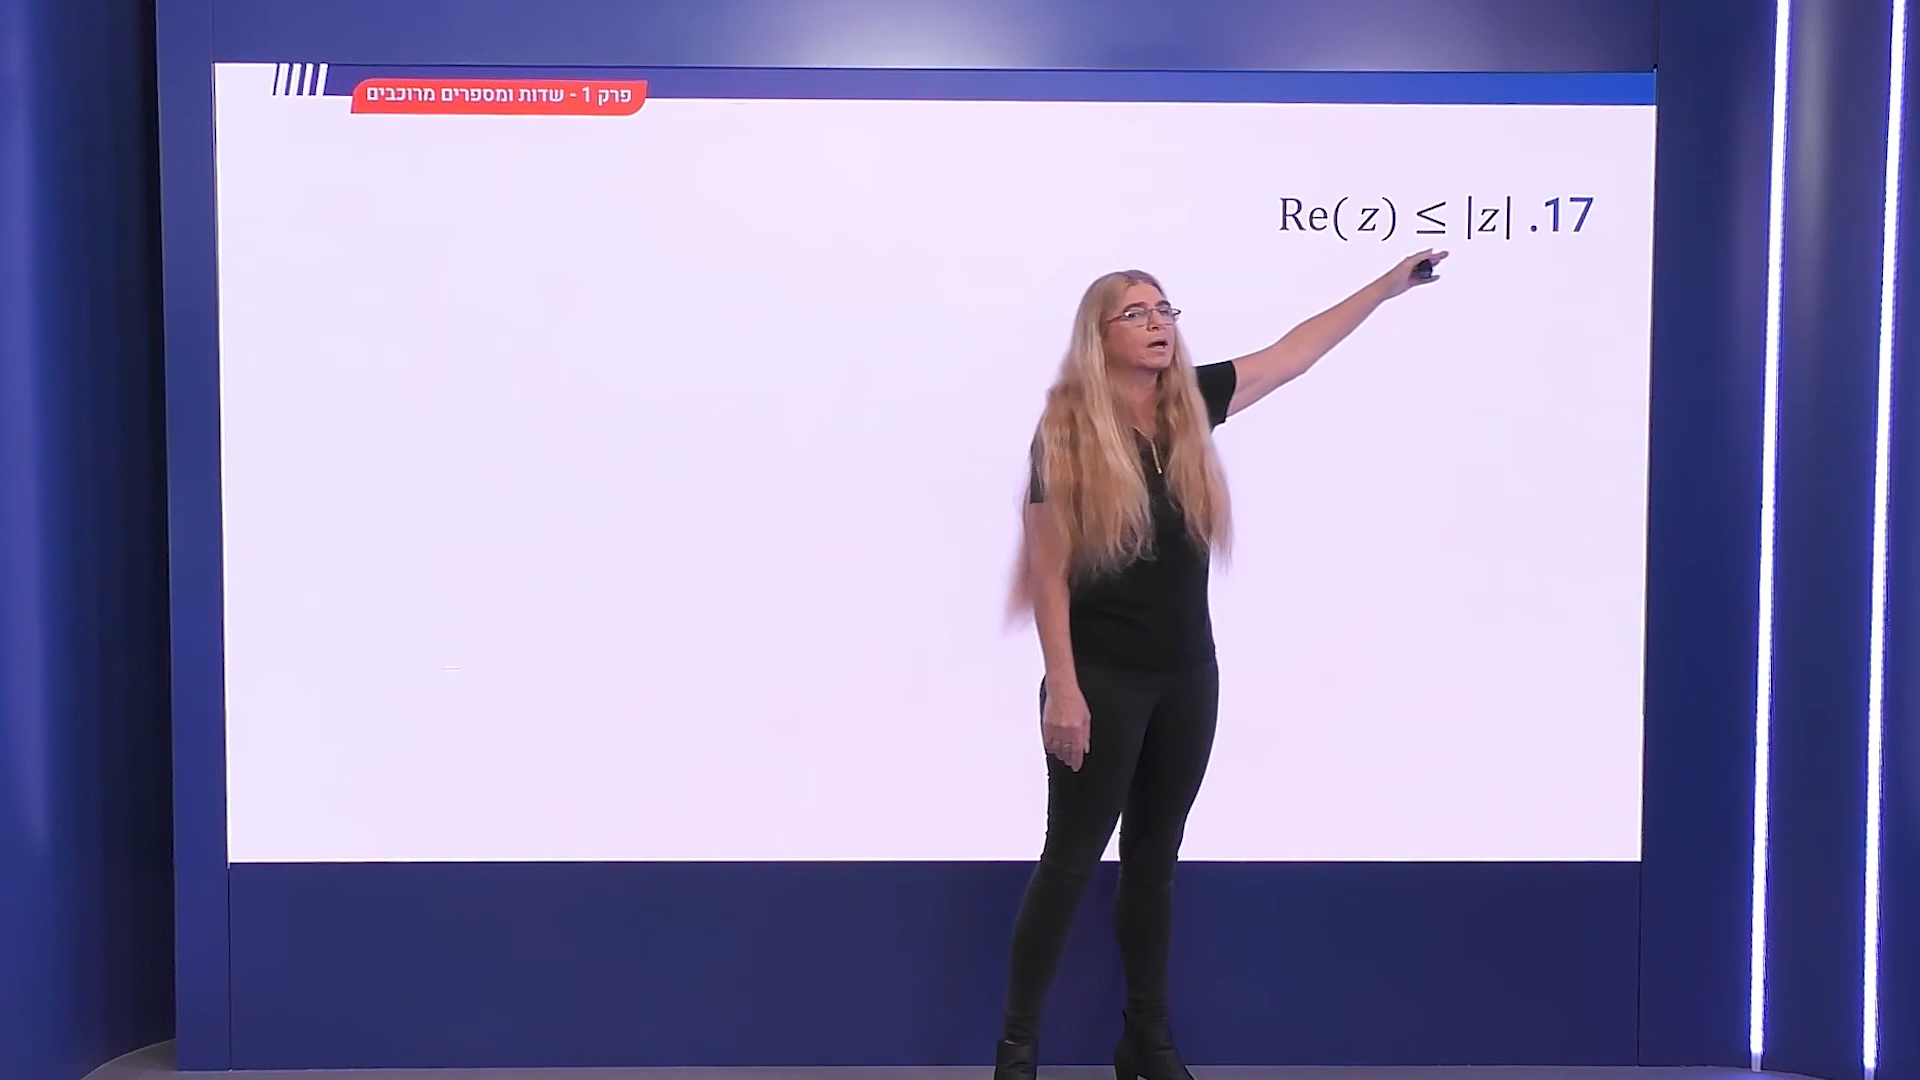 פרק 1 - שדות ומספרים מרוכבים
17. Re( z) ≤ |z|